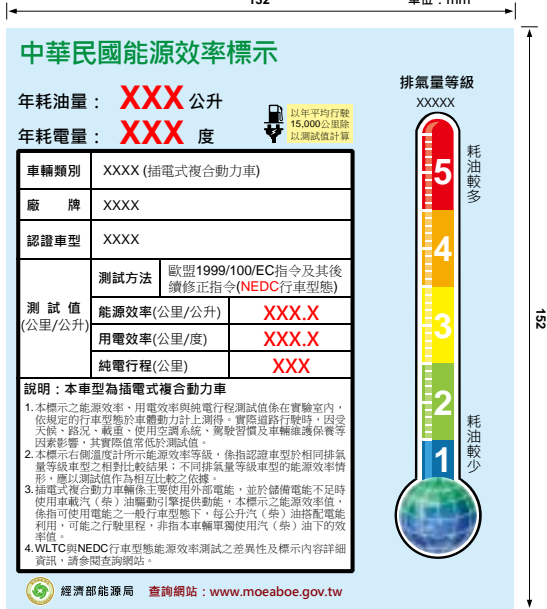 132
單位：mm
中華民國能源效率標示
年耗油量： XXX 公升
年耗電量： XXX 度
以年平均行駛
15,000公里除
以測試值計算
排氣量等級
XXXXX
車輛類別 XXXX (插電式複合動力車)
廠 牌 XXXX
認證車型 XXXX
測 試 值
(公里/公升)
測試方法 歐盟1999/100/EC指令及其後
續修正指令(NEDC行車型態)
能源效率(公里/公升) XXX.X
用電效率(公里/度) XXX.X
純電行程(公里) XXX
說明：本車型為插電式複合動力車
1.本標示之能源效率、用電效率與純電行程測試值係在實驗室內，
依規定的行車型態於車體動力計上測得。實際道路行駛時，因受
天候、路況、載重、使用空調系統、駕駛習慣及車輛維護保養等
因素影響，其實際值常低於測試值。
2.本標示右側溫度計所示能源效率等級，係指認證車型於相同排氣
量等級車型之相對比較結果；不同排氣量等級車型的能源效率情
形，應以測試值作為相互比較之依據。
3.插電式複合動力車輛係主要使用外部電能，並於儲備電能不足時
使用車載汽（柴）油驅動引擎提供動能，本標示之能源效率值，
係指可使用電能之一般行車型態下，每公升汽（柴）油搭配電能
利用，可能之行駛里程，非指本車輛單獨使用汽（柴）油下的效
率值。
4.WLTC與NEDC行車型態能源效率測試之差異性及標示內容詳細
資訊，請參閱查詢網站。
5
耗油較多
4
3
2
耗油較少
1
152
經濟部能源局 查詢網站：www.moeaboe.gov.tw